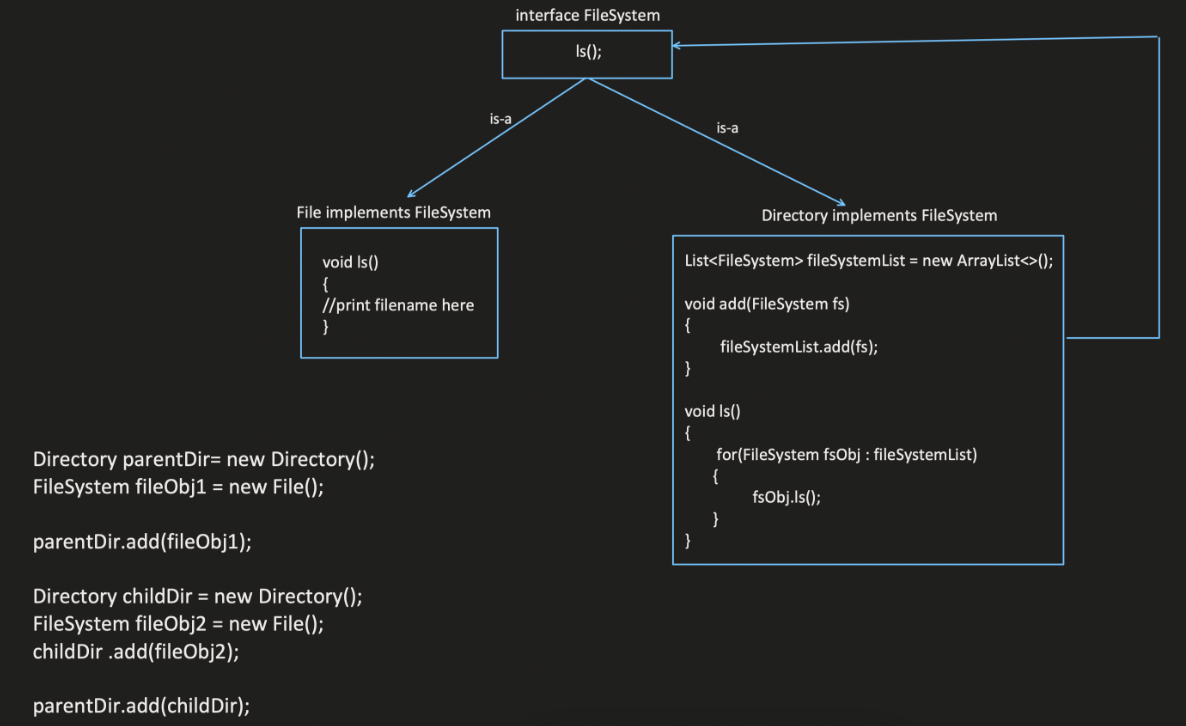 interface FileSystem
ls();
is-a
is-a
File implements FileSystem
void ls()
{
//print filename here
}
Directory implements FileSystem
List<FileSystem> fileSystemList = new ArrayList<>();
void add(FileSystem fs)
{
fileSystemList.add(fs);
}
void ls()
{
for(FileSystem fsObj : fileSystemList)
{
fsObj.ls();
}
}
Directory parentDir= new Directory();
FileSystem fileObj1 = new File();
parentDir.add(fileObj1);
Directory childDir = new Directory();
FileSystem fileObj2 = new File();
childDir .add(fileObj2);
parentDir.add(childDir);